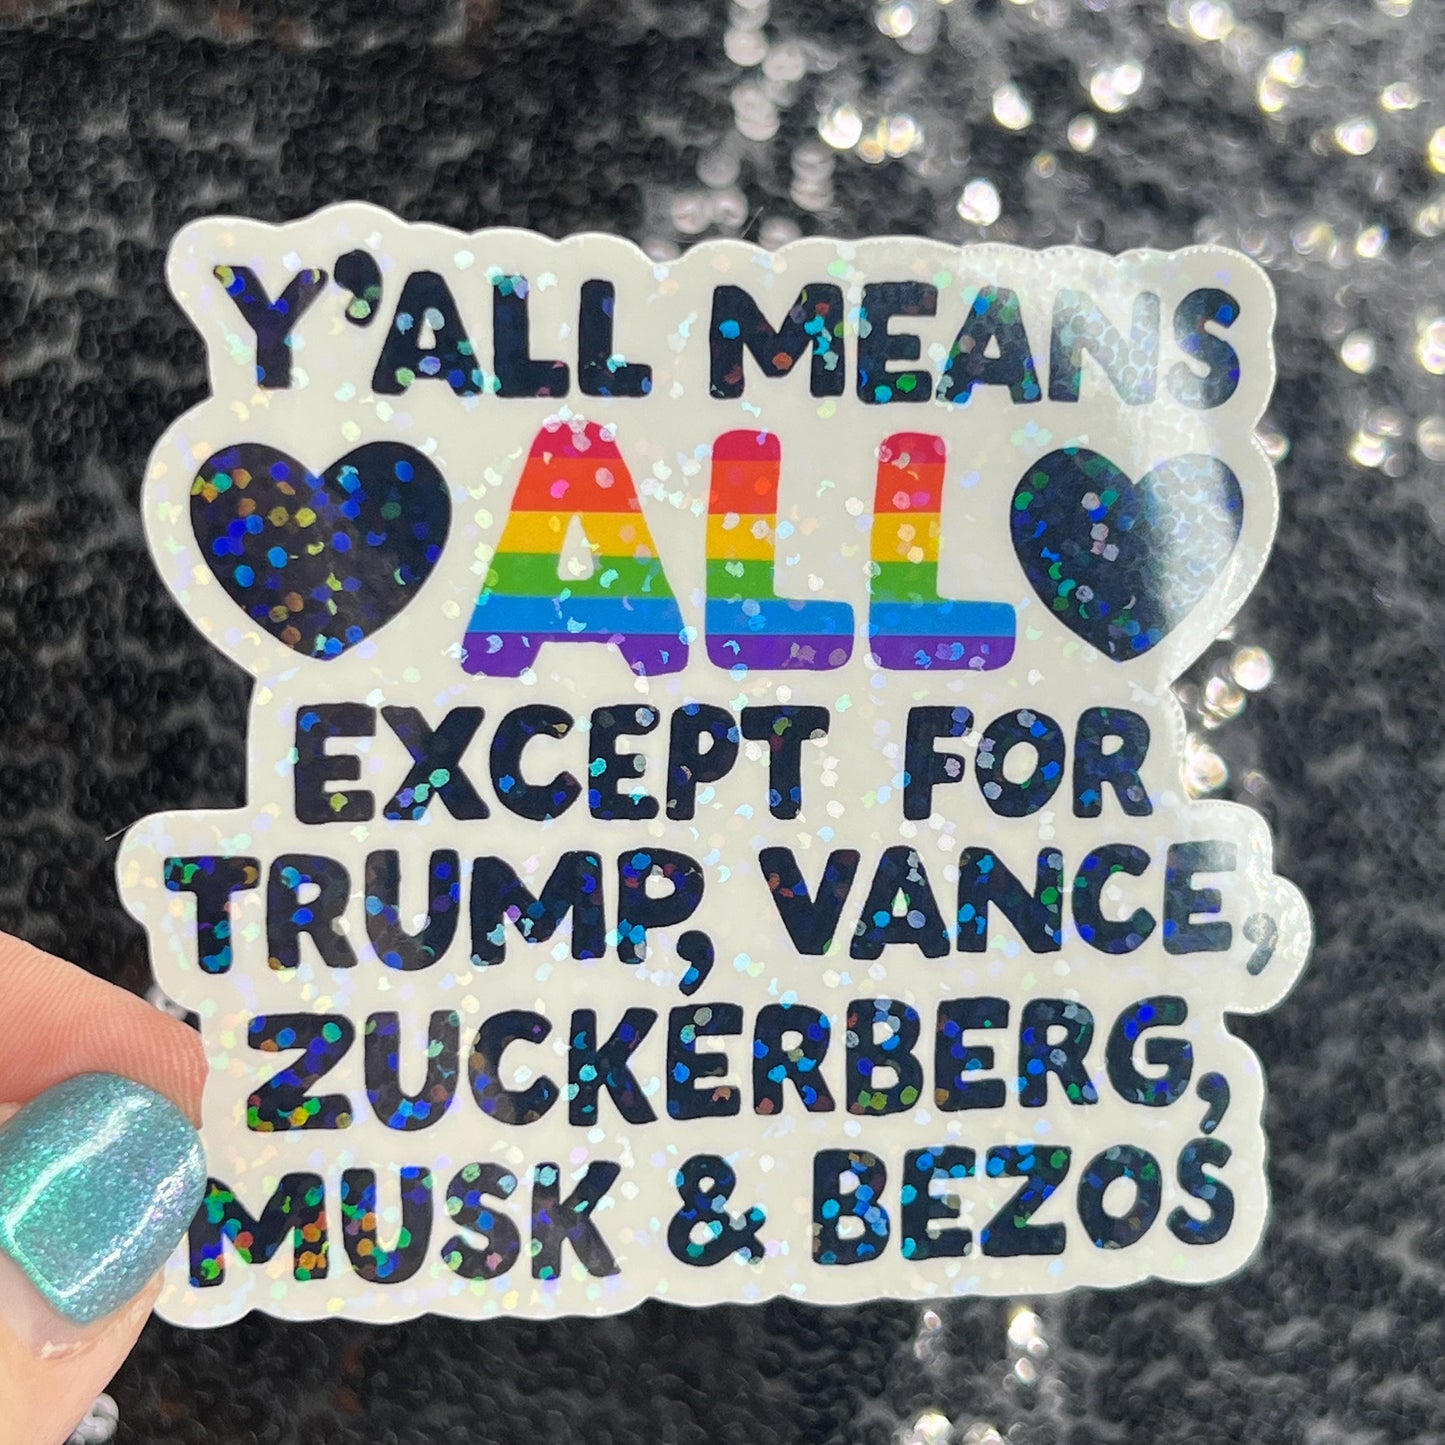 Y'ALL MEANS
ALL
EXCEPT FOR
TRUMP, VANCE,
ZUCKERBERG,
MUSK & BEZOS